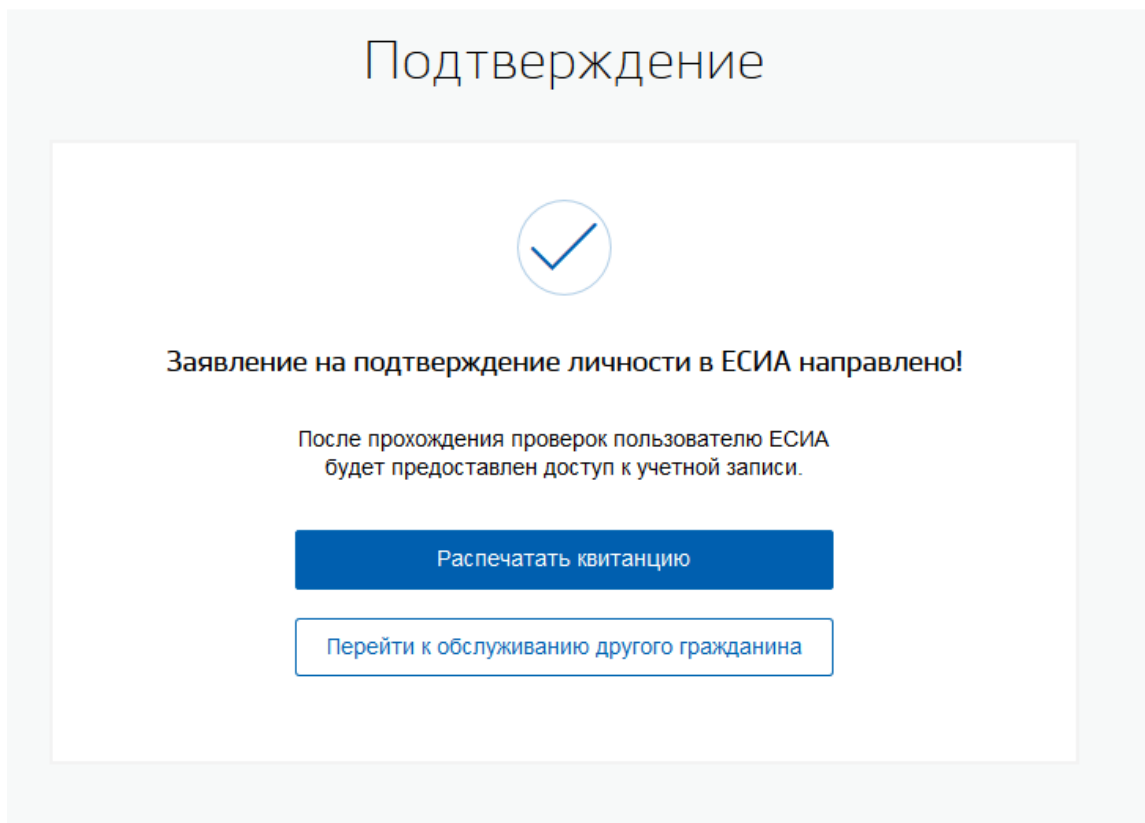 Подтверждение
Заявление на подтверждение личности в ЕСИА направлено!
После прохождения проверок пользователю ЕСИА
будет предоставлен доступ к учетной записи.
Распечатать квитанцию
Перейти к обслуживанию другого гражданина